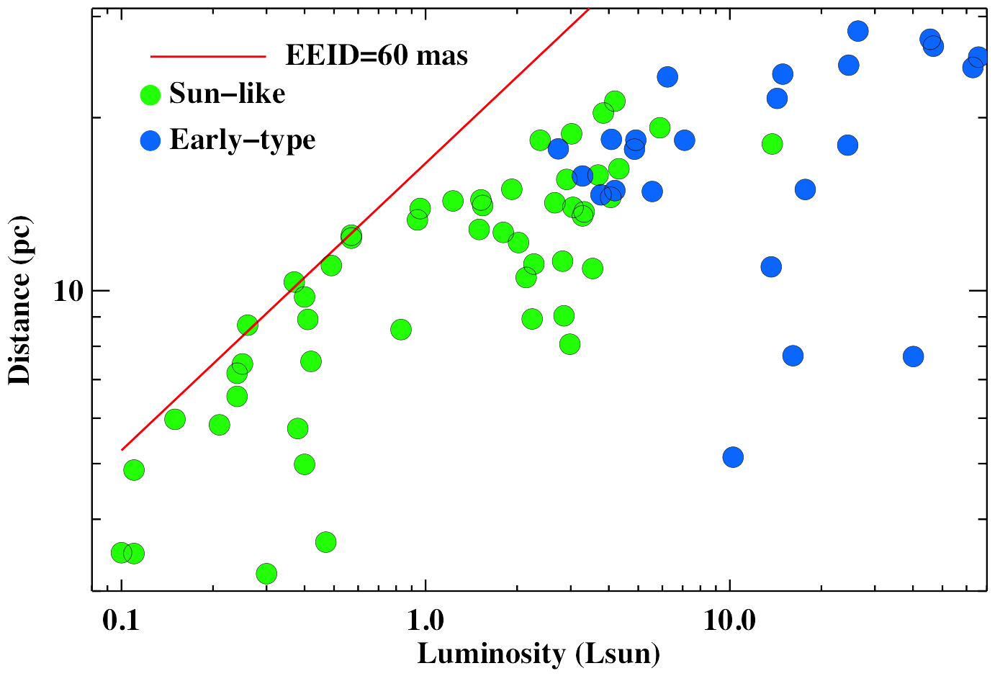 EEID=60 mas
Sun−like
Early−type
Distance (pc)
10
0.1 1.0 10.0
Luminosity (Lsun)